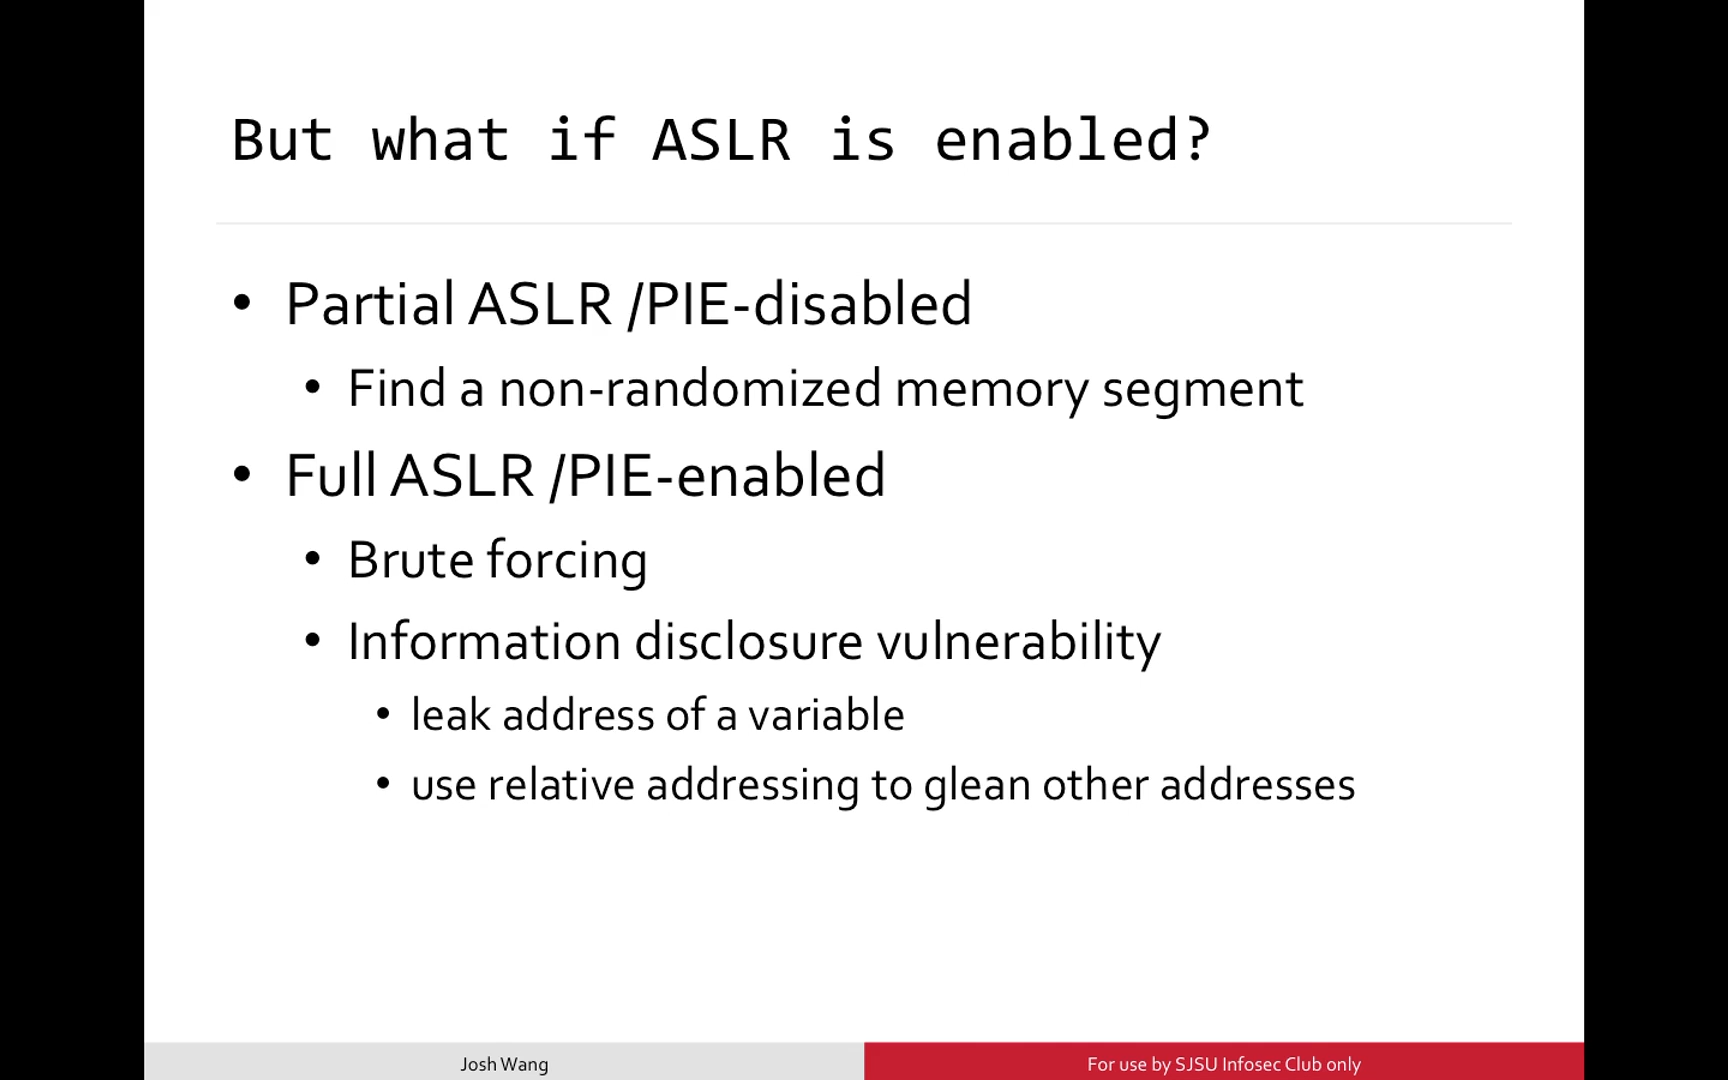 But what if ASLR is enabled?
• Partial ASLR /PIE-disabled
• Find a non-randomized memory segment
• Full ASLR /PIE-enabled
• Brute forcing
• Information disclosure vulnerability
• leak address of a variable
• use relative addressing to glean other addresses
Josh Wang
For use by SJSU Infosec Club only